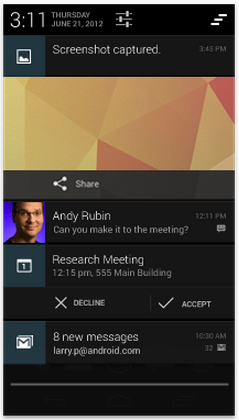 3:11 THURSDAY
JUNE 21, 2012
Screenshot captured. 3:45 PM
Share
Andy Rubin 12:11 PM
Can you make it to the meeting?
1
Research Meeting
12:15 pm, 555 Main Building
DECLINE ACCEPT
8 new messages 10:30 AM
larry.p@android.com 32